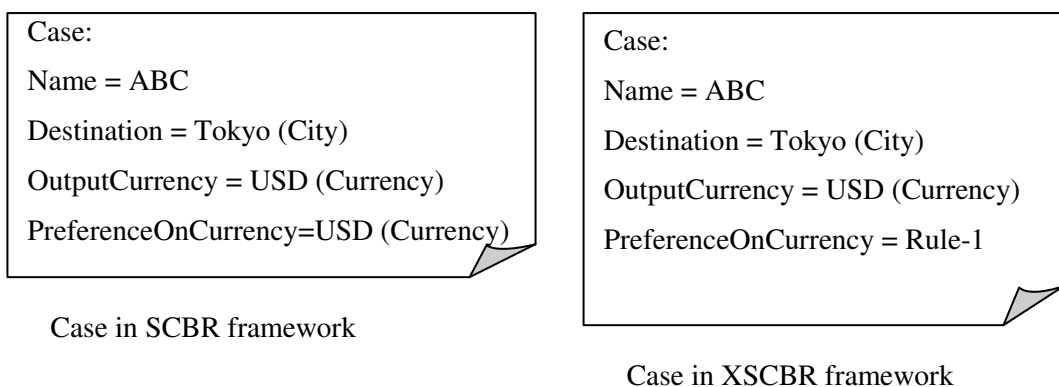 Case:
Name = ABC
Destination = Tokyo (City)
OutputCurrency = USD (Currency)
PreferenceOnCurrency=USD (Currency)
Case in SCBR framework
Case:
Name = ABC
Destination = Tokyo (City)
OutputCurrency = USD (Currency)
PreferenceOnCurrency = Rule-1
Case in XSCBR framework